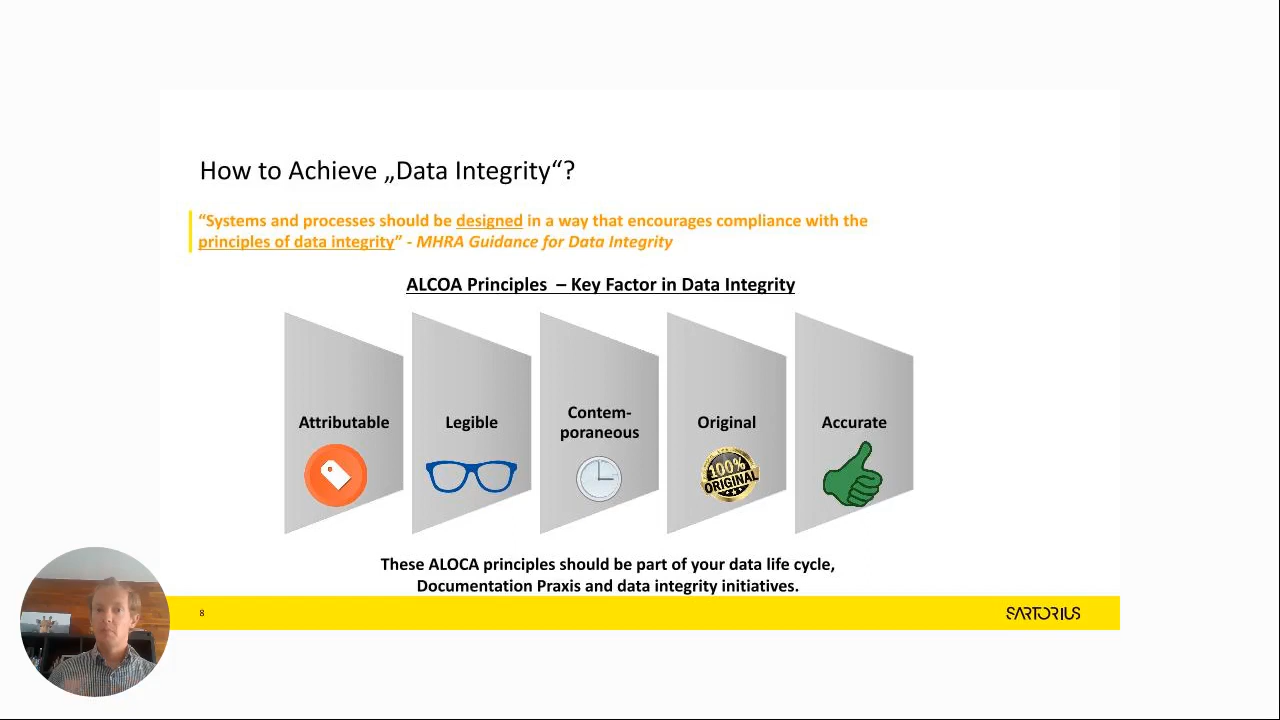 How to Achieve „Data Integrity“?
“Systems and processes should be designed in a way that encourages compliance with the
principles of data integrity” - MHRA Guidance for Data Integrity
ALCOA Principles – Key Factor in Data Integrity
Attributable
Legible
Contem-
poraneous
Original
Accurate
100%
ORIGINAL
These ALOCA principles should be part of your data life cycle,
Documentation Praxis and data integrity initiatives.
8
SARTORIUS